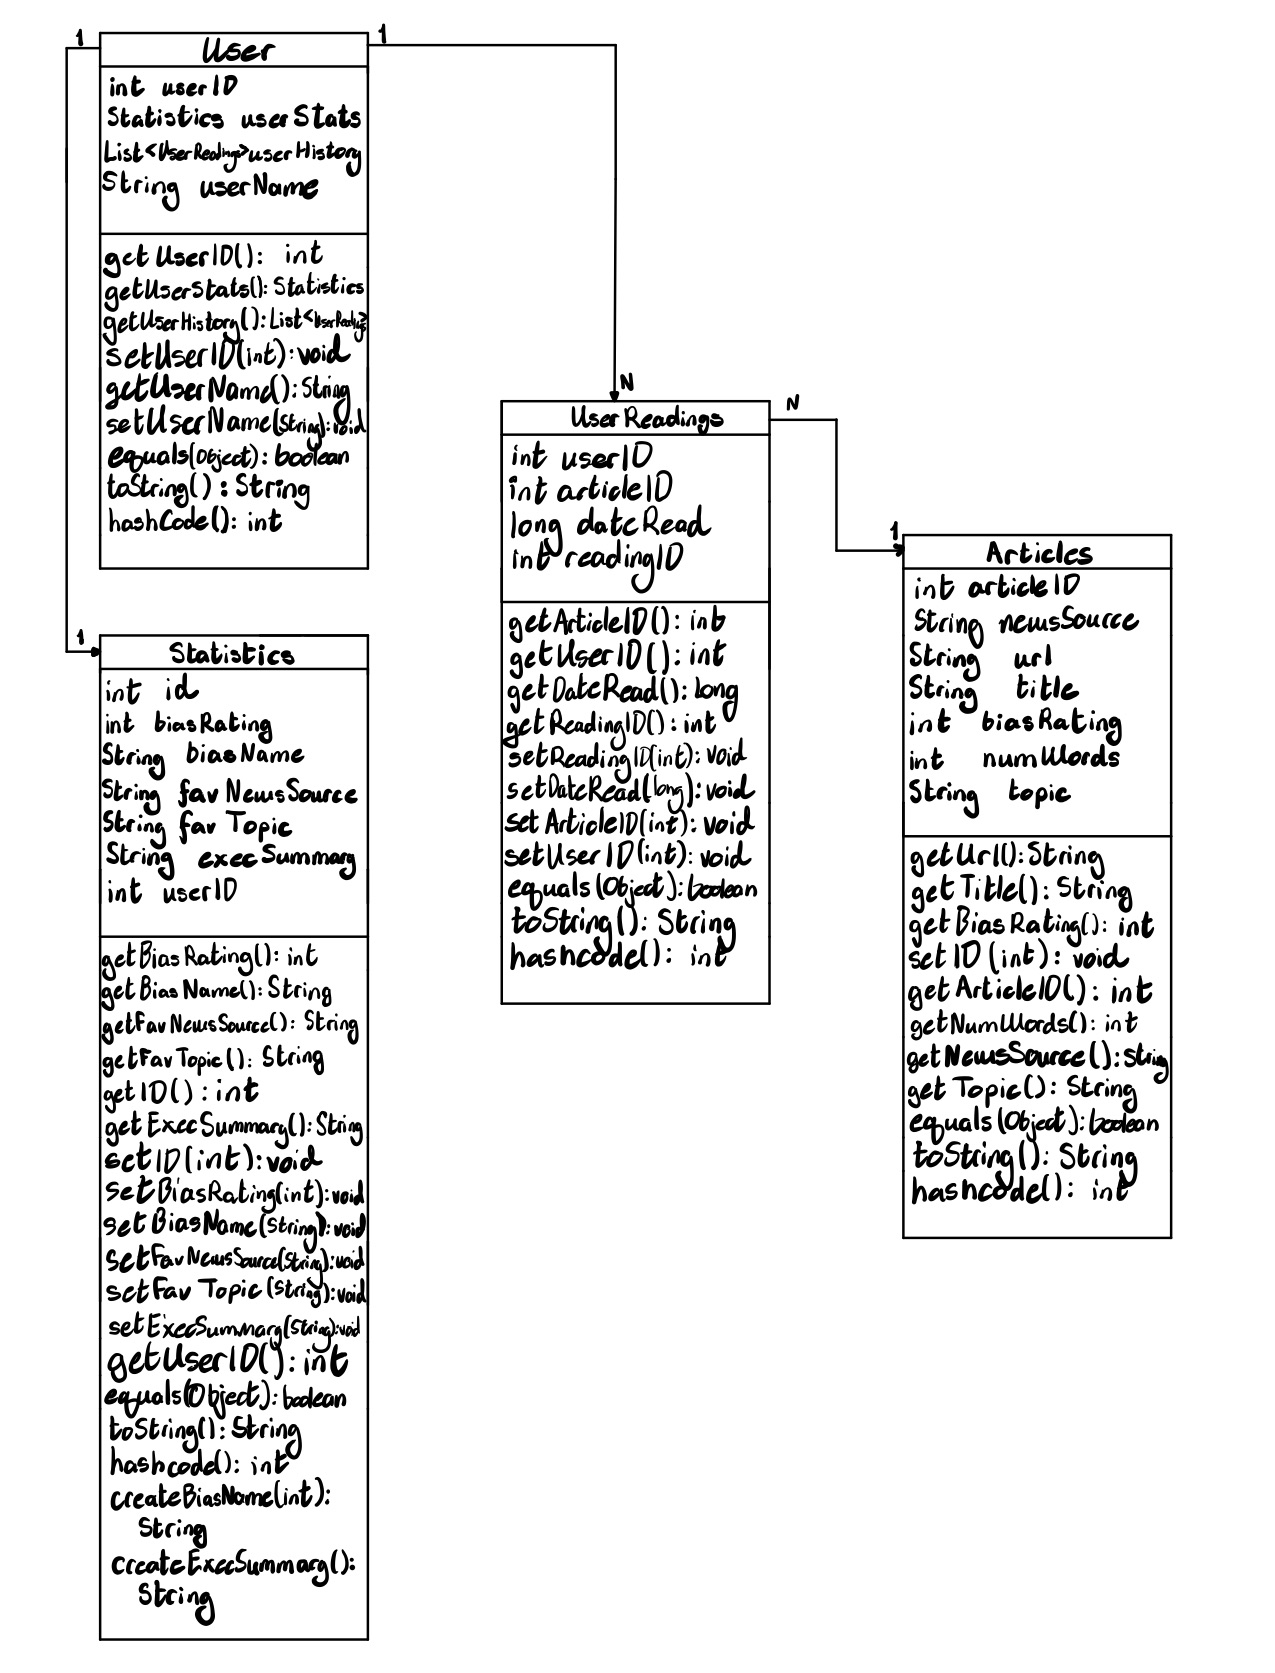 1
1
User
int userID
Statistics userStats
List<UserReadings>userHistory
String userName
getUserID(): int
getUserStats(): Statistics
getUserHistory(): List<UserReadings>
setUserID(int): void
getUserName(): String
setUserName(String): void
equals(Object): boolean
toString(): String
hashCode(): int
1
Statistics
int id
int biasRating
String biasName
String favNewsSource
String favTopic
String execSummary
int userID
getBiasRating(): int
getBiasName(): String
getFavNewsSource(): String
getFavTopic(): String
getID(): int
getExecSummary(): String
setID(int): void
setBiasRating(int): void
setBiasName(String): void
setFavNewsSource(String): void
setFavTopic(String): void
setExecSummary(String): void
getUserID(): int
equals(Object): boolean
toString(): String
hashcode(): int
createBiasName(int):
String
createExecSummary():
String
N
N
UserReadings
int userID
int articleID
long dateRead
int readingID
getArticleID(): int
getUserID(): int
getDateRead(): long
getReadingID(): int
setReadingID(int): void
setDateRead(long): void
setArticleID(int): void
setUserID(int): void
equals(Object): boolean
toString(): String
hashcode(): int
1
Articles
int articleID
String newsSource
String url
String title
int biasRating
int numWords
String topic
getUrl(): String
getTitle(): String
getBiasRating(): int
setID(int): void
getArticleID(): int
getNumWords(): int
getNewsSource(): String
getTopic(): String
equals(Object): boolean
toString(): String
hashcode(): int